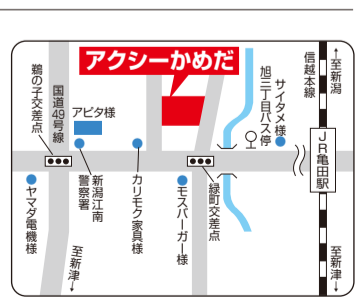 アクシーかめだ
鵜の子交差点
国道49号線
アピタ様
新潟江南
警察署
ヤマダ電機様
至新津→
カリモク家具様
モスバーガー様
緑町交差点
旭三丁目バス停
サイタメ様
信越本線
←至新潟
JR亀田駅
至新津→